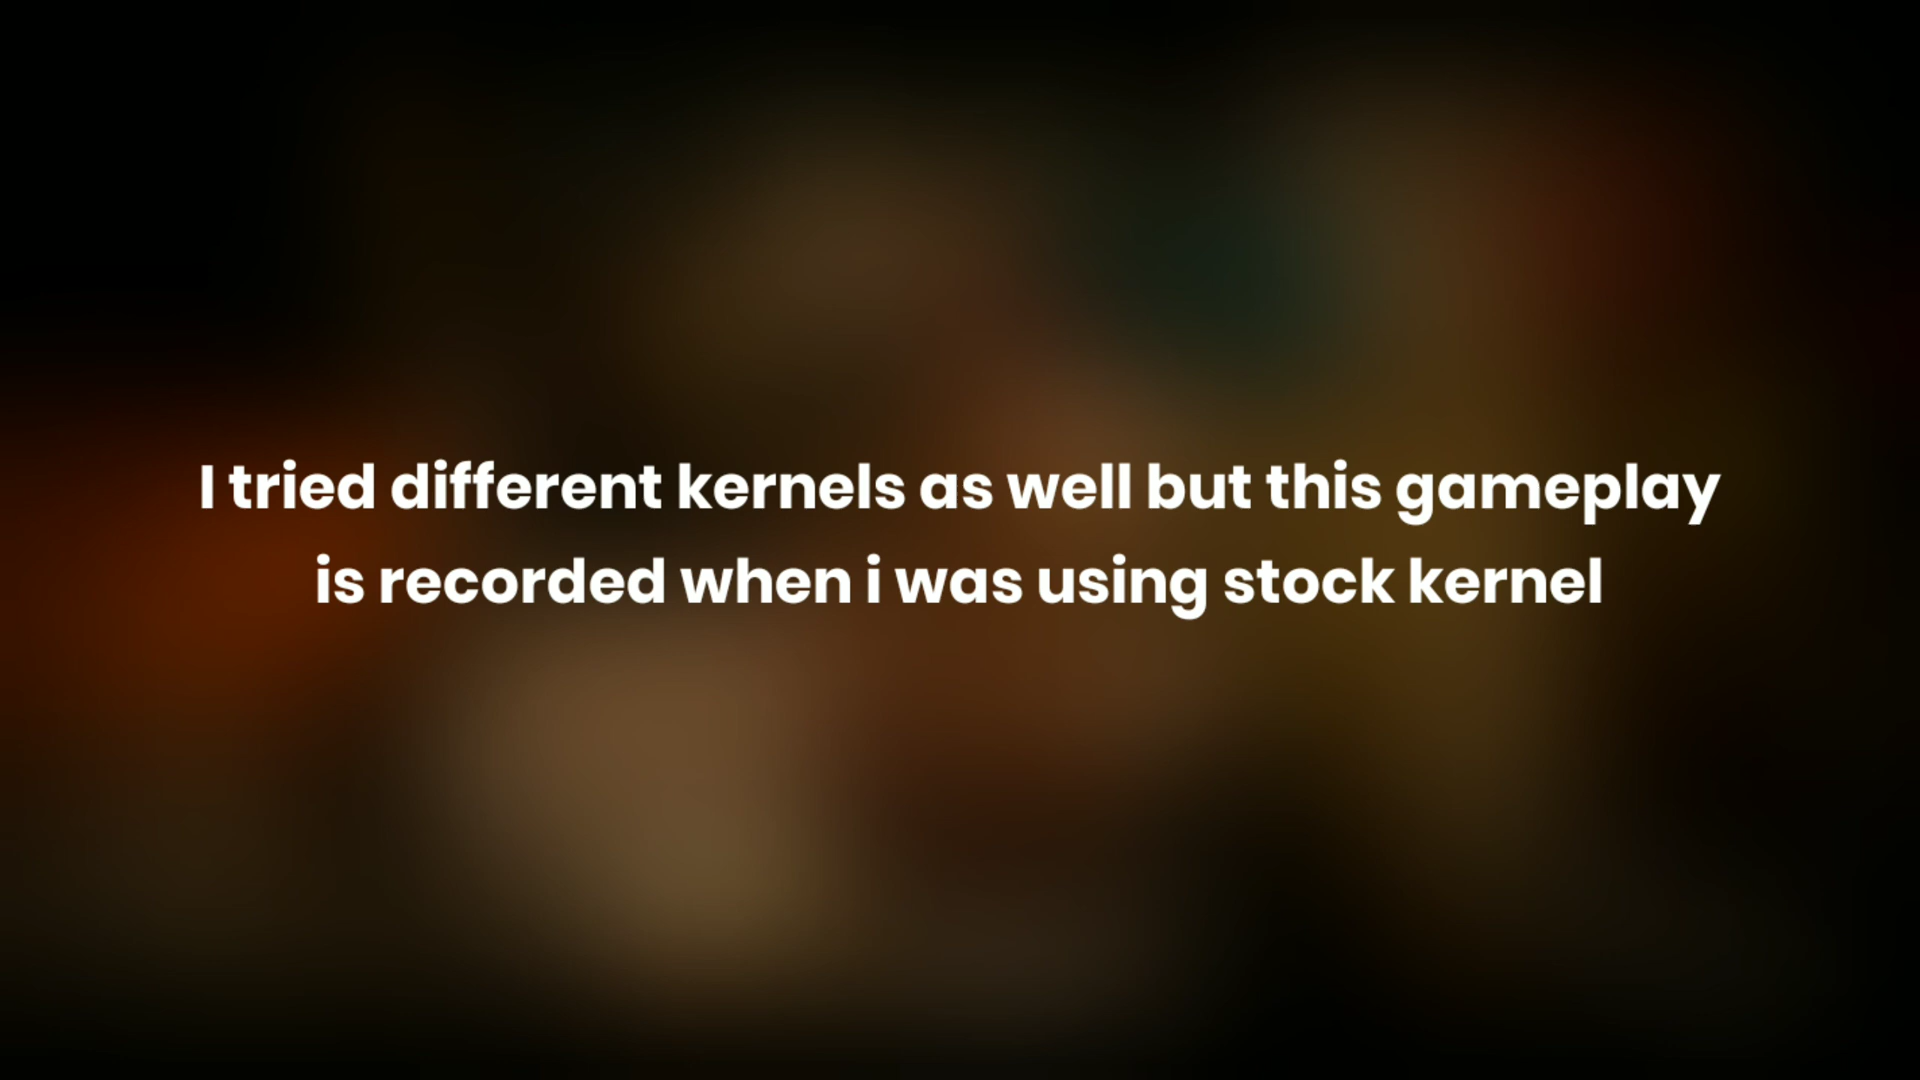 I tried different kernels as well but this gameplay
is recorded when i was using stock kernel